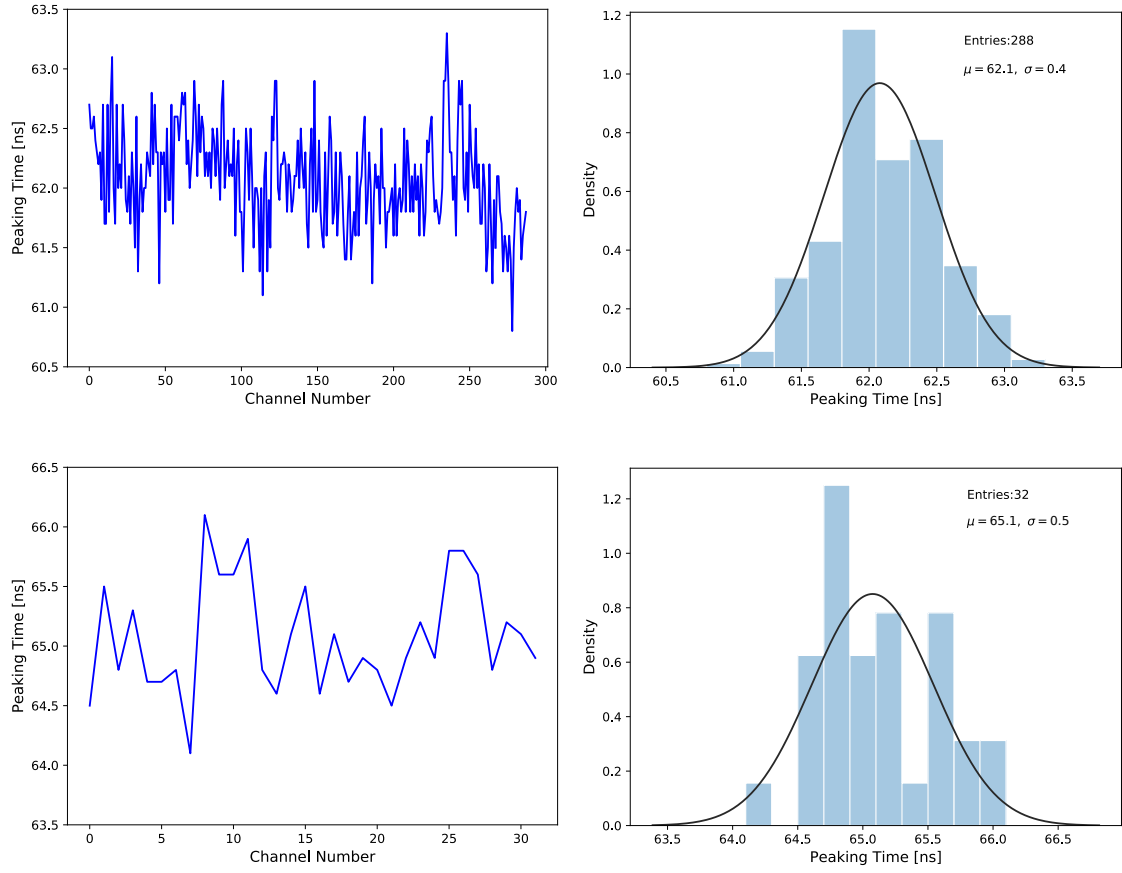 63.5
63.0
62.5
62.0
61.5
61.0
60.5
Peaking Time [ns]
0 50 100 150 200 250 300
Channel Number
1.2
1.0
0.8
0.6
0.4
0.2
0.0
Density
Entries:288
μ = 62.1, σ = 0.4
60.5 61.0 61.5 62.0 62.5 63.0 63.5
Peaking Time [ns]
66.5
66.0
65.5
65.0
64.5
64.0
63.5
Peaking Time [ns]
0 5 10 15 20 25 30
Channel Number
1.2
1.0
0.8
0.6
0.4
0.2
0.0
Density
Entries:32
μ = 65.1, σ = 0.5
63.5 64.0 64.5 65.0 65.5 66.0 66.5
Peaking Time [ns]